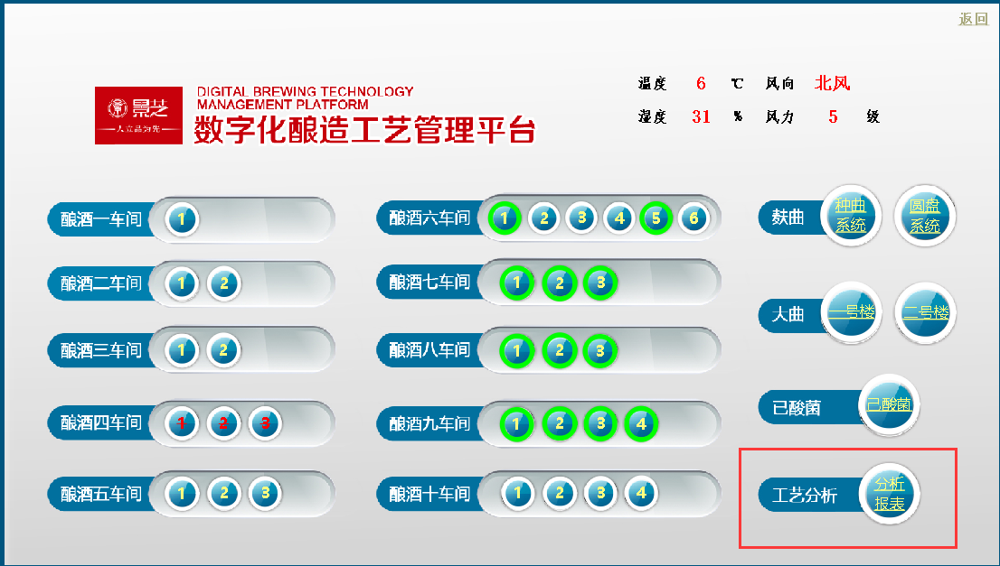 返回
温度 6 ℃ 风向 北风
湿度 31 % 风力 5 级
景芝
人立品为先
DIGITAL BREWING TECHNOLOGY
MANAGEMENT PLATFORM
数字化酿造工艺管理平台
酿酒一车间 1
酿酒二车间 1 2
酿酒三车间 1 2
酿酒四车间 1 2 3
酿酒五车间 1 2 3
酿酒六车间 1 2 3 4 5 6
酿酒七车间 1 2 3
酿酒八车间 1 2 3
酿酒九车间 1 2 3 4
酿酒十车间 1 2 3 4
麸曲
种曲
系统
圆盘
系统
大曲 一号楼 二号楼
已酸菌 己酸菌
工艺分析
分析
报表